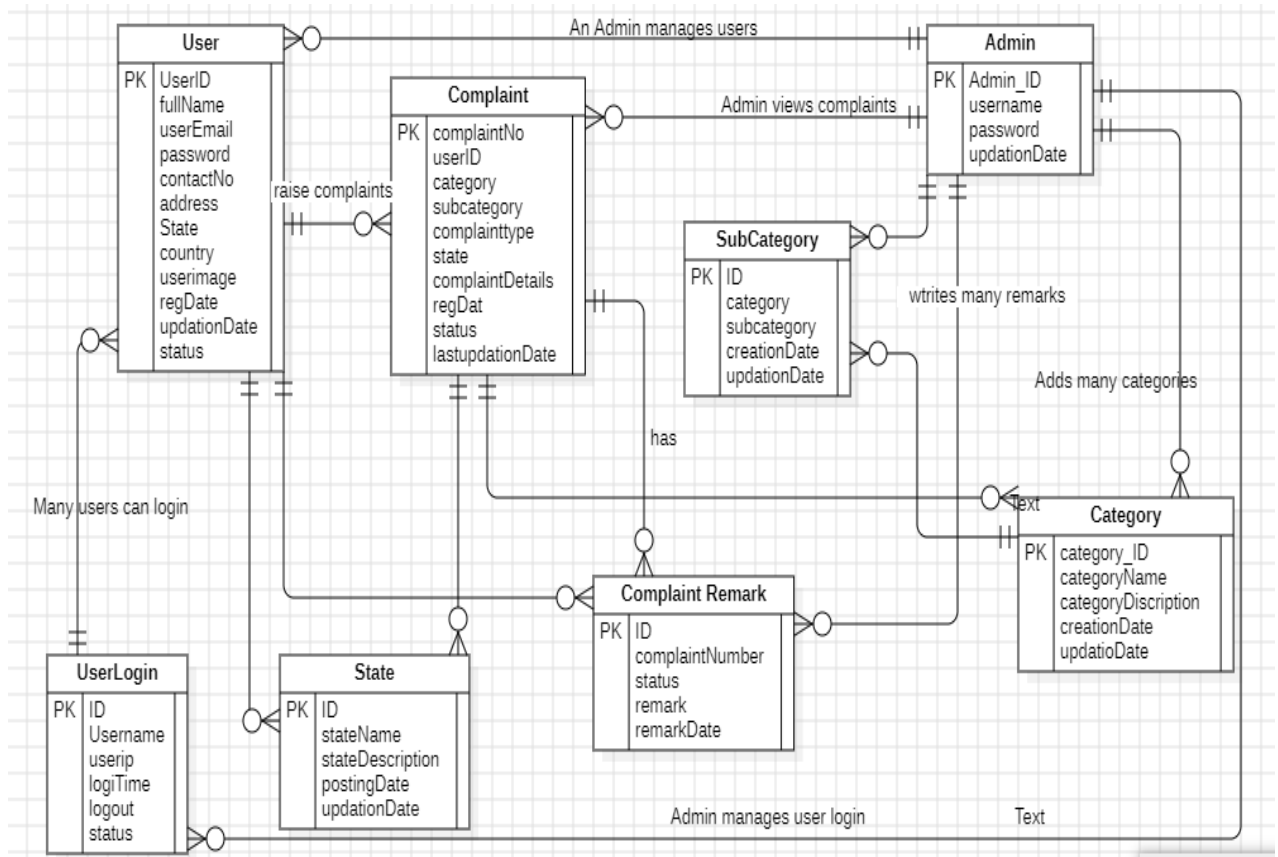 An Admin manages users
User
PK UserID
fullName
userEmail
password
contactNo
address
State
country
userimage
regDate
updationDate
status
raise complaints
Complaint
PK complaintNo
userID
category
subcategory
complainttype
state
complaintDetails
regDat
status
lastupdationDate
Admin views complaints
Admin
PK Admin_ID
username
password
updationDate
SubCategory
PK ID
category
subcategory
creationDate
updationDate
wtrites many remarks
Adds many categories
has
Many users can login
Text
Category
PK category_ID
categoryName
categoryDiscription
creationDate
updatioDate
Complaint Remark
PK ID
complaintNumber
status
remark
remarkDate
UserLogin
PK ID
Username
userip
logiTime
logout
status
State
PK ID
stateName
stateDescription
postingDate
updationDate
Admin manages user login
Text